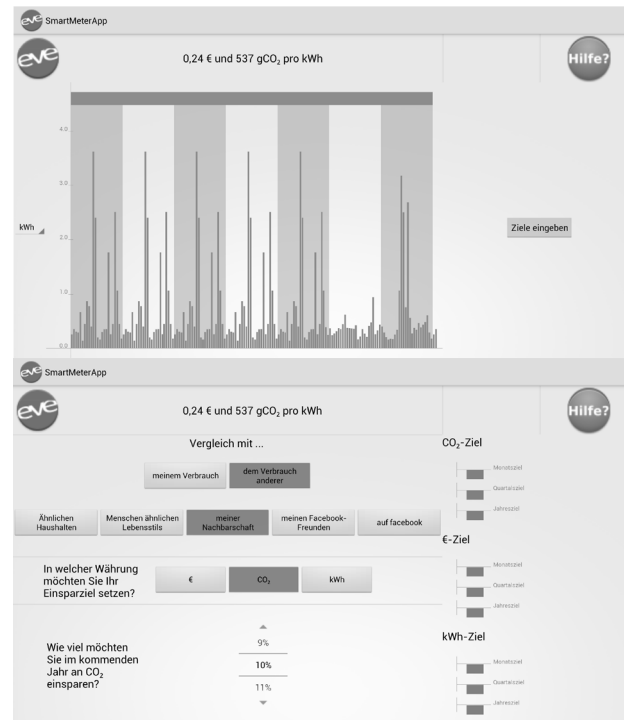 eve SmartMeterApp
eve
0,24 € und 537 gCO₂ pro kWh
Hilfe?
4.0
3.0
kWh
2.0
1.0
0.0
Ziele eingeben
eve SmartMeterApp
eve
0,24 € und 537 gCO₂ pro kWh
Hilfe?
Vergleich mit ...
meinem Verbrauch
dem Verbrauch
anderer
Ähnlichen
Haushalten
Menschen ähnlichen
Lebensstils
meiner
Nachbarschaft
meinen Facebook-
Freunden
auf facebook
In welcher Währung
möchten Sie Ihr
Einsparziel setzen?
€
CO₂
kWh
Wie viel möchten
Sie im kommenden
Jahr an CO₂
einsparen?
9%
10%
11%
CO₂-Ziel
Monatsziel
Quartalsziel
Jahresziel
€-Ziel
Monatsziel
Quartalsziel
Jahresziel
kWh-Ziel
Monatsziel
Quartalsziel
Jahresziel